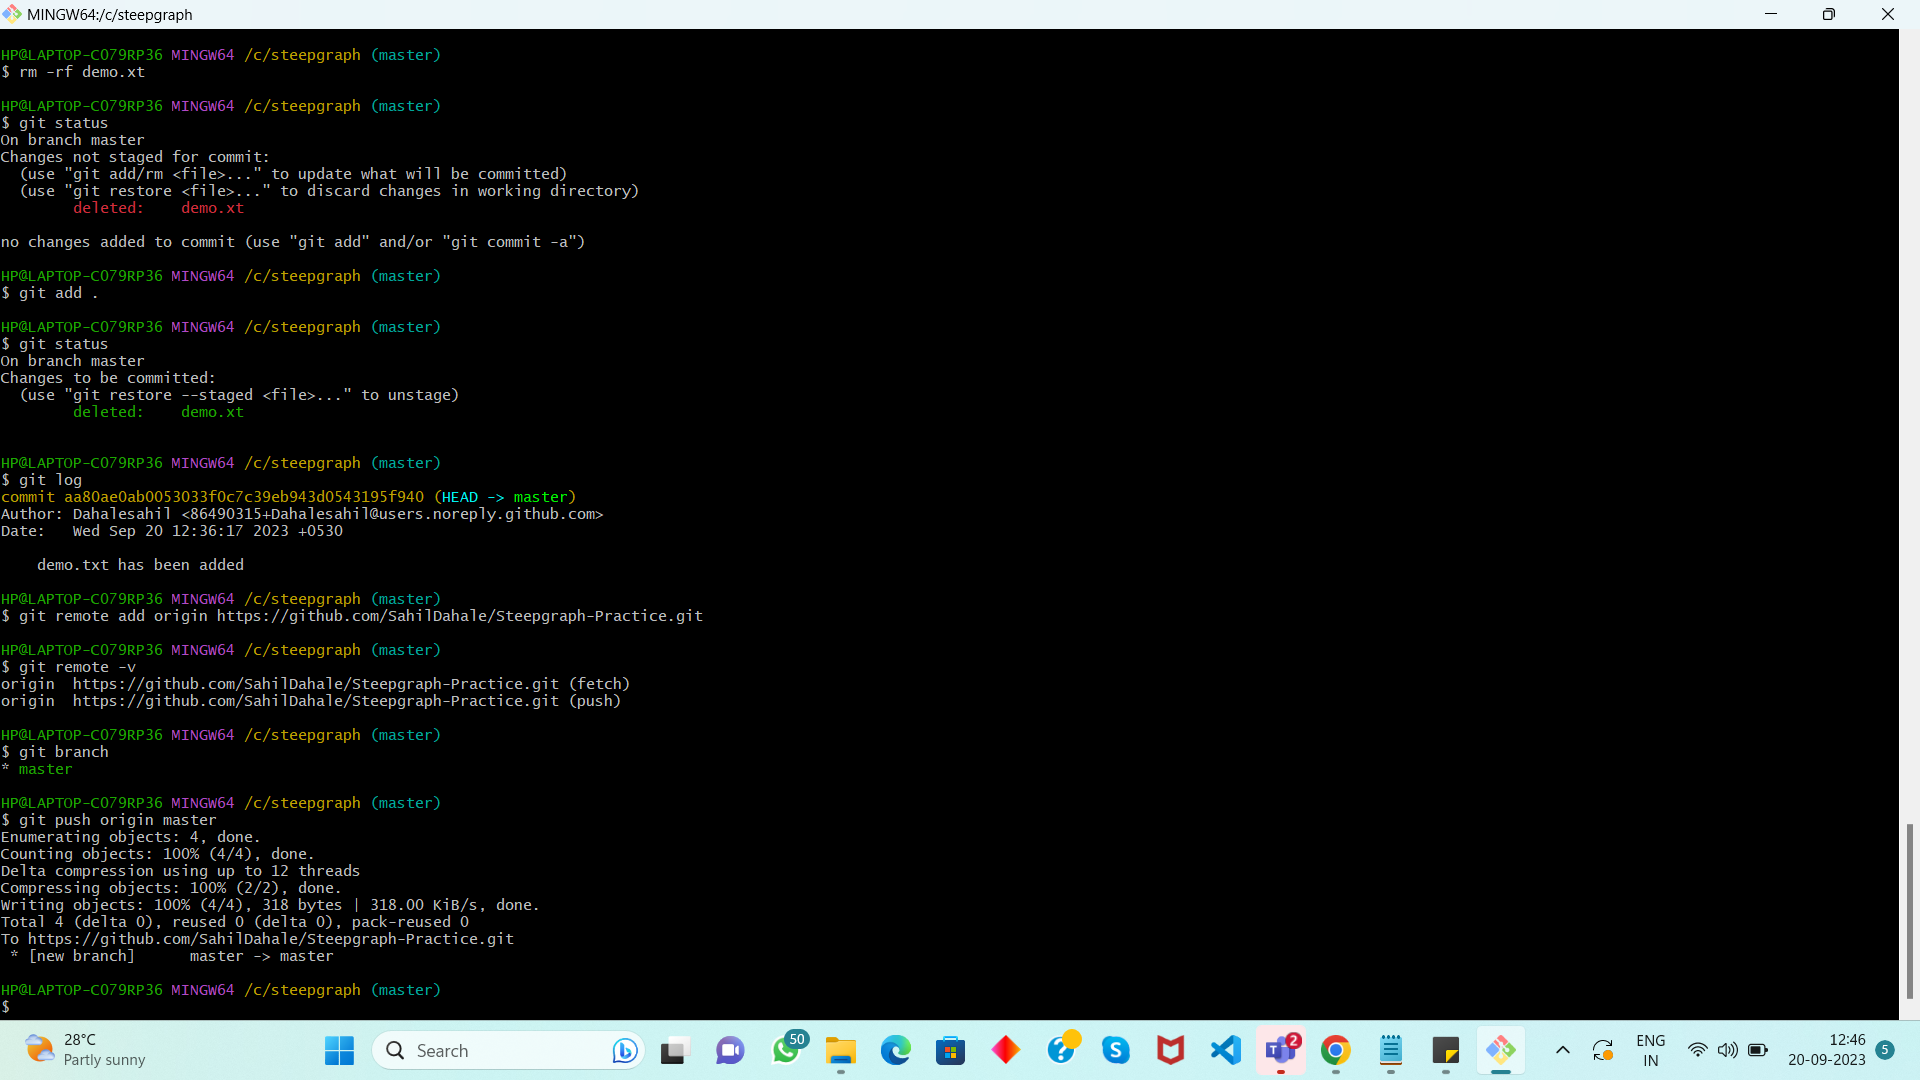 MINGW64:/c/steepgraph
HP@LAPTOP-CO79RP36 MINGW64 /c/steepgraph (master)
$ rm -rf demo.xt
HP@LAPTOP-CO79RP36 MINGW64 /c/steepgraph (master)
$ git status
On branch master
Changes not staged for commit:
  (use "git add/rm <file>..." to update what will be committed)
  (use "git restore <file>..." to discard changes in working directory)
        deleted:    demo.xt
no changes added to commit (use "git add" and/or "git commit -a")
HP@LAPTOP-CO79RP36 MINGW64 /c/steepgraph (master)
$ git add .
HP@LAPTOP-CO79RP36 MINGW64 /c/steepgraph (master)
$ git status
On branch master
Changes to be committed:
  (use "git restore --staged <file>..." to unstage)
        deleted:    demo.xt
HP@LAPTOP-CO79RP36 MINGW64 /c/steepgraph (master)
$ git log
commit aa80ae0ab0053033f0c7c39eb943d0543195f940 (HEAD -> master)
Author: Dahalesahil <86490315+Dahalesahil@users.noreply.github.com>
Date:   Wed Sep 20 12:36:17 2023 +0530
    demo.txt has been added
HP@LAPTOP-CO79RP36 MINGW64 /c/steepgraph (master)
$ git remote add origin https://github.com/SahilDahale/Steepgraph-Practice.git
HP@LAPTOP-CO79RP36 MINGW64 /c/steepgraph (master)
$ git remote -v
origin  https://github.com/SahilDahale/Steepgraph-Practice.git (fetch)
origin  https://github.com/SahilDahale/Steepgraph-Practice.git (push)
HP@LAPTOP-CO79RP36 MINGW64 /c/steepgraph (master)
$ git branch
* master
HP@LAPTOP-CO79RP36 MINGW64 /c/steepgraph (master)
$ git push origin master
Enumerating objects: 4, done.
Counting objects: 100% (4/4), done.
Delta compression using up to 12 threads
Compressing objects: 100% (2/2), done.
Writing objects: 100% (4/4), 318 bytes | 318.00 KiB/s, done.
Total 4 (delta 0), reused 0 (delta 0), pack-reused 0
To https://github.com/SahilDahale/Steepgraph-Practice.git
 * [new branch]      master -> master
HP@LAPTOP-CO79RP36 MINGW64 /c/steepgraph (master)
$
28°C
Partly sunny
Search
50
2
ENG
IN
12:46
20-09-2023
5